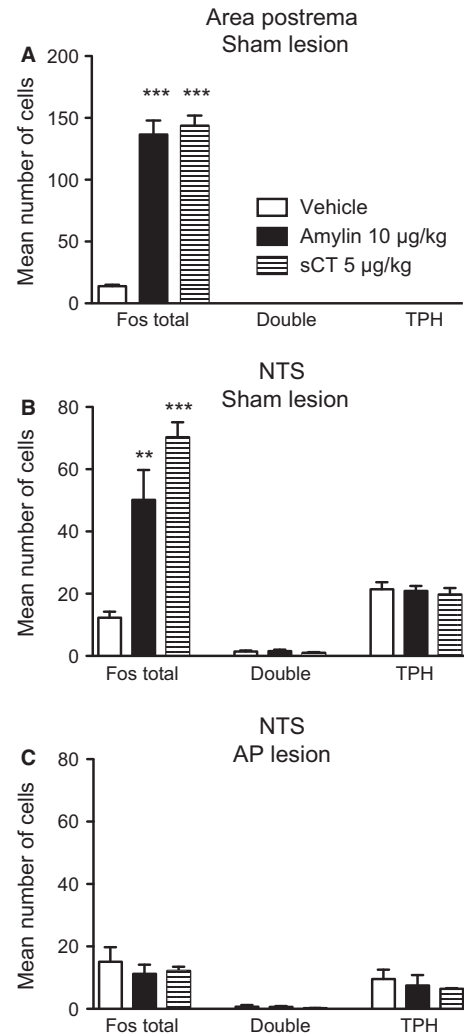 Area postrema
Sham lesion
A
Mean number of cells
200
150
100
50
0
*** ***
Vehicle
Amylin 10 µg/kg
sCT 5 µg/kg
Fos total Double TPH
NTS
Sham lesion
B
Mean number of cells
80
60
40
20
0
** ***
Fos total Double TPH
NTS
AP lesion
C
Mean number of cells
80
60
40
20
0
Fos total Double TPH